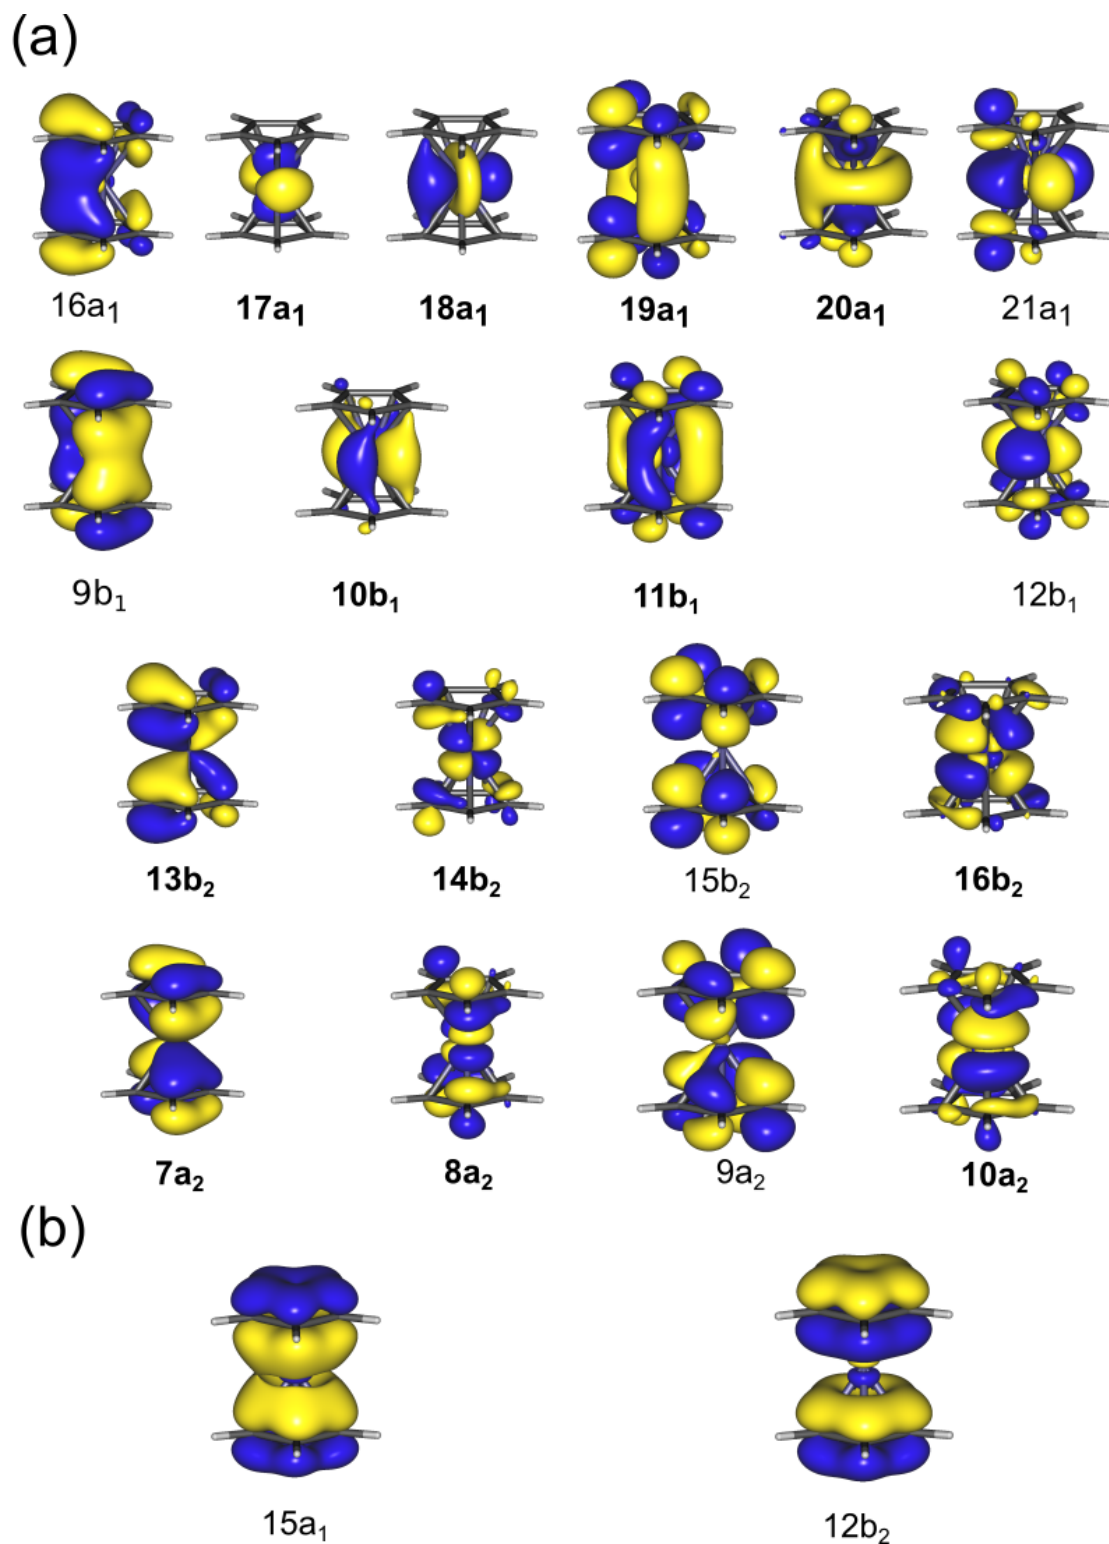 (a)
16a₁ 17a₁ 18a₁ 19a₁ 20a₁ 21a₁
9b₁ 10b₁ 11b₁ 12b₁
13b₂ 14b₂ 15b₂ 16b₂
7a₂ 8a₂ 9a₂ 10a₂
(b)
15a₁ 12b₂